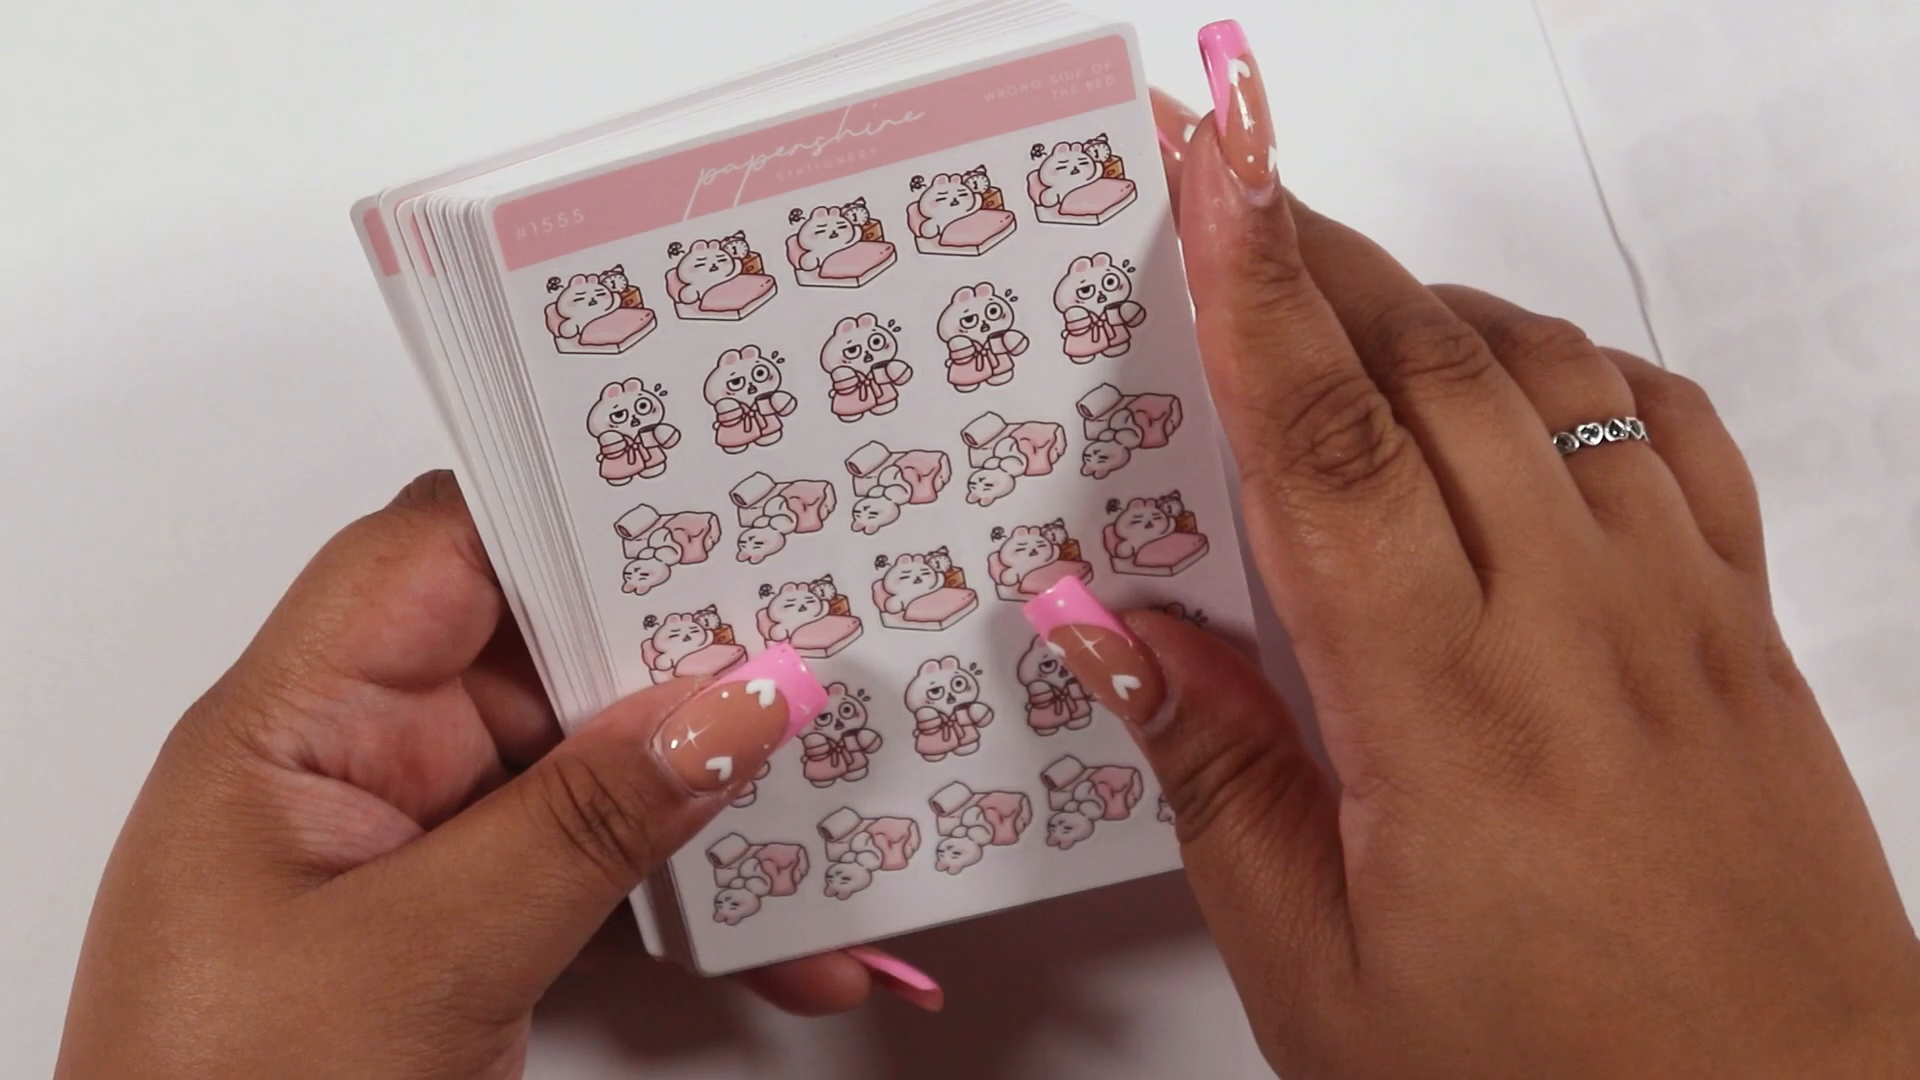 #1555
papershine
STATIONERY
WRONG SIDE OF
THE BED